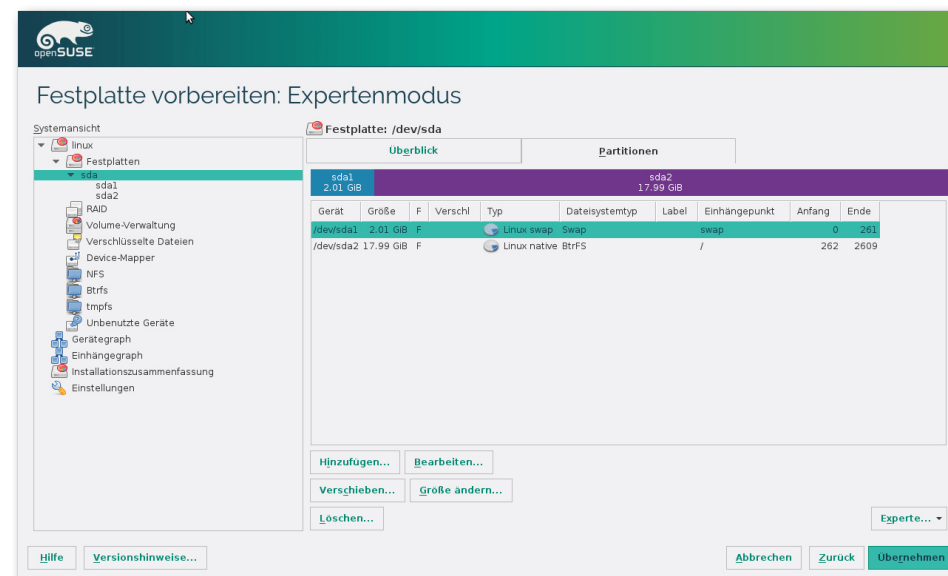 openSUSE
Festplatte vorbereiten: Expertenmodus
Systemansicht
linux
Festplatten
sda
sda1
sda2
RAID
Volume-Verwaltung
Verschlüsselte Dateien
Device-Mapper
NFS
Btrfs
tmpfs
Unbenutzte Geräte
Gerätegraph
Einhängegraph
Installationszusammenfassung
Einstellungen
Festplatte: /dev/sda
Überblick Partitionen
sda1 sda2
2.01 GiB 17.99 GiB
Gerät Größe F Verschl Typ Dateisystemtyp Label Einhängepunkt Anfang Ende
/dev/sda1 2.01 GiB F Linux swap Swap swap 0 261
/dev/sda2 17.99 GiB F Linux native BtrFS / 262 2609
Hinzufügen... Bearbeiten...
Verschieben... Größe ändern...
Löschen... Experte...
Hilfe Versionshinweise... Abbrechen Zurück Übernehmen